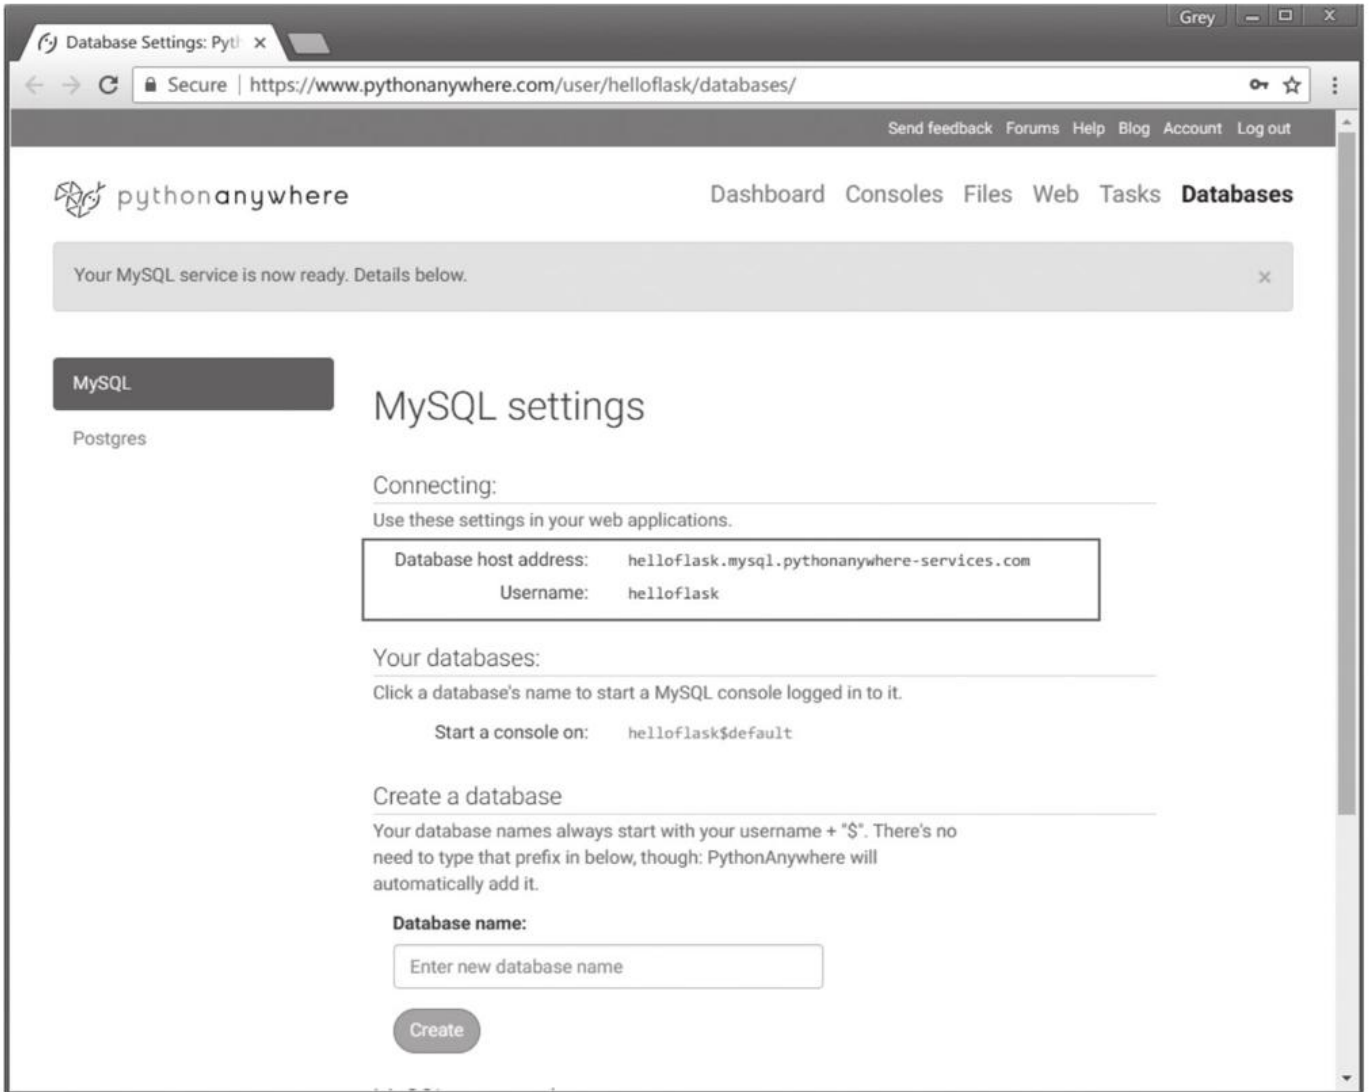 Grey
Database Settings: Pyth
Secure | https://www.pythonanywhere.com/user/helloflask/databases/
Send feedback Forums Help Blog Account Log out
pythonanywhere
Dashboard Consoles Files Web Tasks Databases
Your MySQL service is now ready. Details below.
MySQL
Postgres
MySQL settings
Connecting:
Use these settings in your web applications.
Database host address: helloflask.mysql.pythonanywhere-services.com
Username: helloflask
Your databases:
Click a database's name to start a MySQL console logged in to it.
Start a console on: helloflask$default
Create a database
Your database names always start with your username + "$". There's no
need to type that prefix in below, though: PythonAnywhere will
automatically add it.
Database name:
Enter new database name
Create